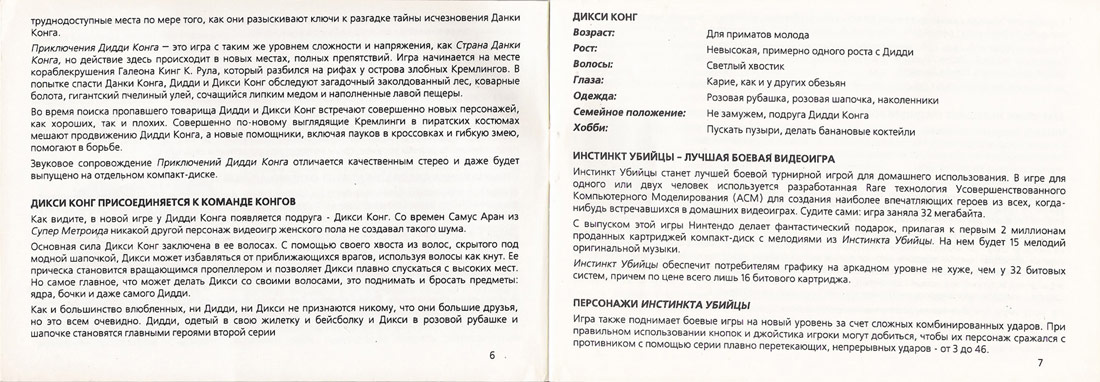 труднодоступные места по мере того, как они разыскивают ключи к разгадке тайны исчезновения Данки
Конга.
Приключения Дидди Конга – это игра с таким же уровнем сложности и напряжения, как Страна Данки
Конга, но действие здесь происходит в новых местах, полных препятствий. Игра начинается на месте
кораблекрушения Галеона Кинг К. Рула, который разбился на рифах у острова злобных Кремлингов. В
попытке спасти Данки Конга, Дидди и Дикси Конг обследуют загадочный заколдованный лес, коварные
болота, гигантский пчелиный улей, сочащийся липким медом и наполненные лавой пещеры.
Во время поиска пропавшего товарища Дидди и Дикси Конг встречают совершенно новых персонажей,
как хороших, так и плохих. Совершенно по-новому выглядящие Кремлинги в пиратских костюмах
мешают продвижению Дидди Конга, а новые помощники, включая пауков в кроссовках и гибкую змею,
помогают в борьбе.
Звуковое сопровождение Приключений Дидди Конга отличается качественным стерео и даже будет
выпущено на отдельном компакт-диске.
ДИКСИ КОНГ ПРИСОЕДИНЯЕТСЯ К КОМАНДЕ КОНГОВ
Как видите, в новой игре у Дидди Конга появляется подруга - Дикси Конг. Со времен Самус Аран из
Супер Метроида никакой другой персонаж видеоигр женского пола не создавал такого шума.
Основная сила Дикси Конг заключена в ее волосах. С помощью своего хвоста из волос, скрытого под
модной шапочкой, Дикси может избавляться от приближающихся врагов, используя волосы как кнут. Ее
прическа становится вращающимся пропеллером и позволяет Дикси плавно спускаться с высоких мест.
Но самое главное, что может делать Дикси со своими волосами, это поднимать и бросать предметы:
ядра, бочки и даже самого Дидди.
Как и большинство влюбленных, ни Дидди, ни Дикси не признаются никому, что они большие друзья,
но это всем очевидно. Дидди, одетый в свою жилетку и бейсболку и Дикси в розовой рубашке и
шапочке становятся главными героями второй серии
6
ДИКСИ КОНГ
Возраст: Для приматов молода
Рост: Невысокая, примерно одного роста с Дидди
Волосы: Светлый хвостик
Глаза: Карие, как и у других обезьян
Одежда: Розовая рубашка, розовая шапочка, наколенники
Семейное положение: Не замужем, подруга Дидди Конга
Хобби: Пускать пузыри, делать банановые коктейли
ИНСТИНКТ УБИЙЦЫ – ЛУЧШАЯ БОЕВАЯ ВИДЕОИГРА
Инстинкт Убийцы станет лучшей боевой турнирной игрой для домашнего использования. В игре для
одного или двух человек используется разработанная Rare технология Усовершенствованного
Компьютерного Моделирования (ACM) для создания наиболее впечатляющих героев из всех, когда-
нибудь встречавшихся в домашних видеоиграх. Судите сами: игра заняла 32 мегабайта.
С выпуском этой игры Нинтендо делает фантастический подарок, прилагая к первым 2 миллионам
проданных картриджей компакт-диск с мелодиями из Инстинкта Убийцы. На нем будет 15 мелодий
оригинальной музыки.
Инстинкт Убийцы обеспечит потребителям графику на аркадном уровне не хуже, чем у 32 битовых
систем, причем по цене всего лишь 16 битового картриджа.
ПЕРСОНАЖИ ИНСТИНКТА УБИЙЦЫ
Игра также поднимает боевые игры на новый уровень за счет сложных комбинированных ударов. При
правильном использовании кнопок и джойстика игроки могут добиться, чтобы их персонаж сражался с
противником с помощью серии плавно перетекающих, непрерывных ударов - от 3 до 46.
7